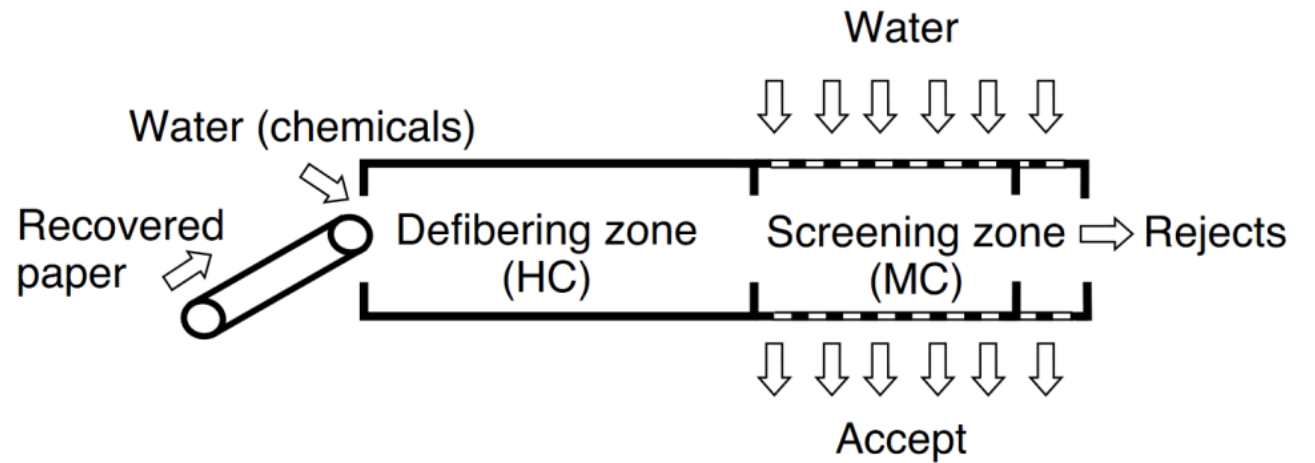 Water
Water (chemicals)
Recovered
paper
Defibering zone
(HC)
Screening zone
(MC)
Rejects
Accept